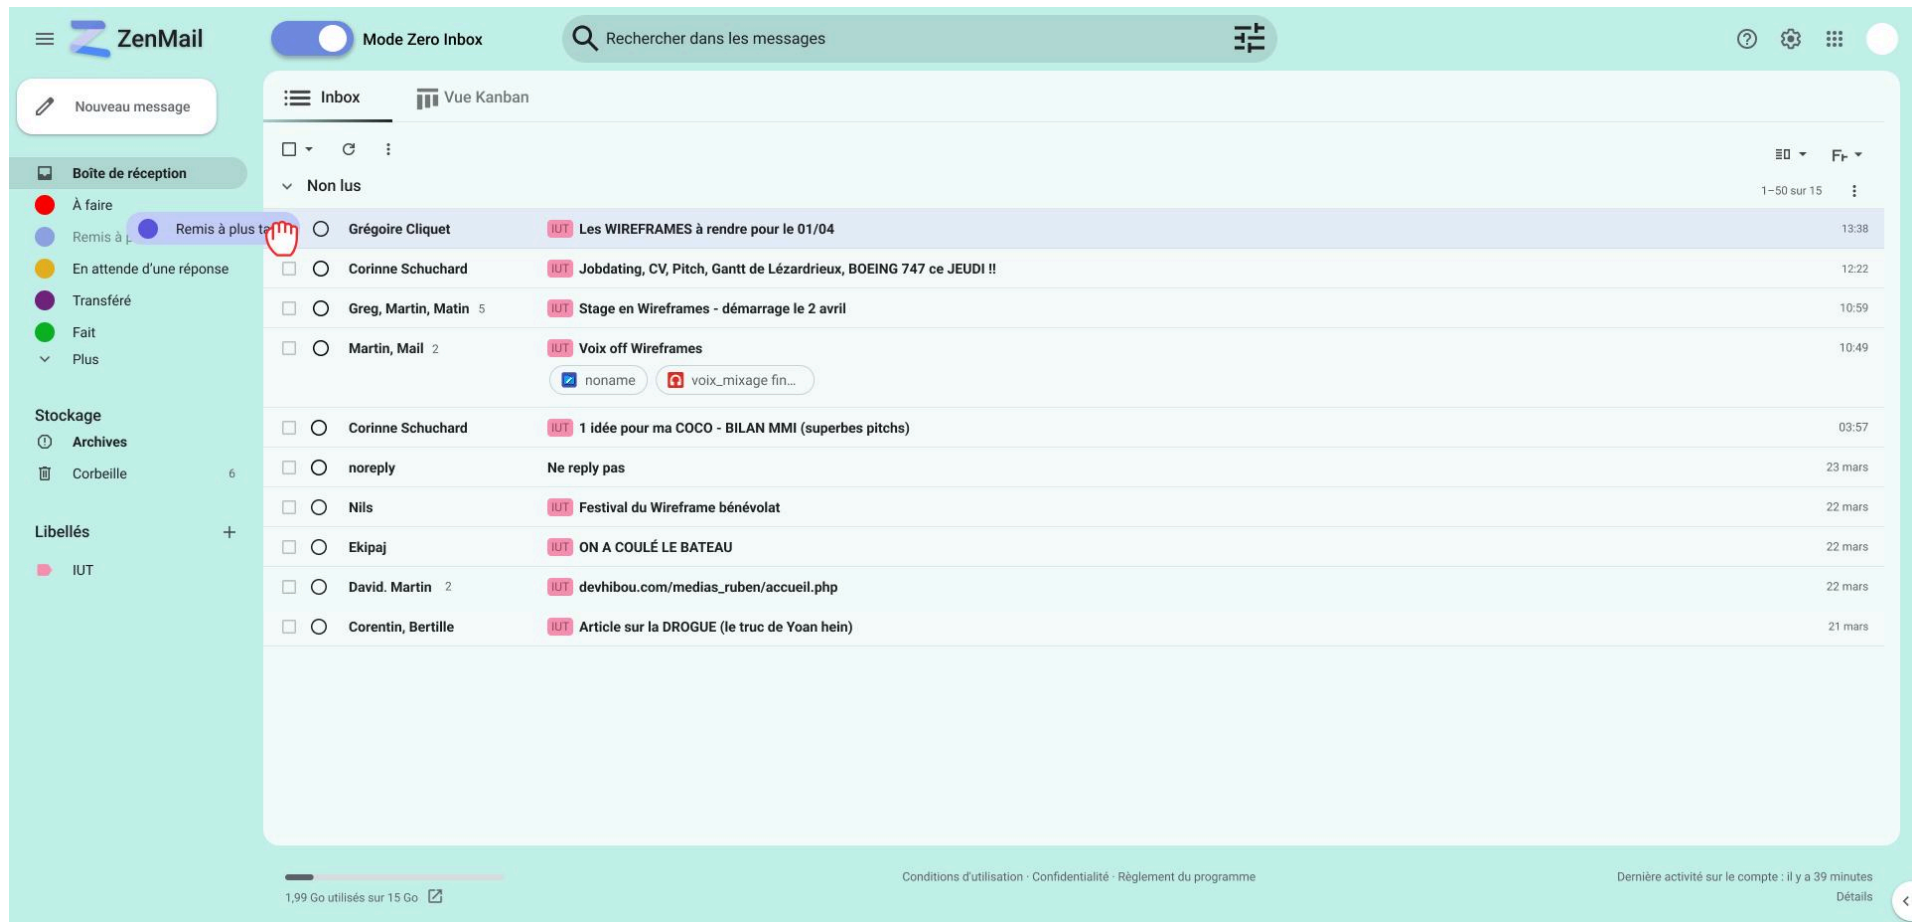 ZenMail
Mode Zero Inbox
Rechercher dans les messages
Nouveau message
Inbox
Vue Kanban
Boîte de réception
Non lus
1–50 sur 15
À faire
Remis à p
Remis à plus ta
En attende d'une réponse
Transféré
Fait
Plus
Stockage
Archives
Corbeille 6
Libellés +
IUT
Grégoire Cliquet IUT Les WIREFRAMES à rendre pour le 01/04 13:38
Corinne Schuchard IUT Jobdating, CV, Pitch, Gantt de Lézardrieux, BOEING 747 ce JEUDI !! 12:22
Greg, Martin, Matin 5 IUT Stage en Wireframes - démarrage le 2 avril 10:59
Martin, Mail 2 IUT Voix off Wireframes 10:49
noname voix_mixage fin...
Corinne Schuchard IUT 1 idée pour ma COCO - BILAN MMI (superbes pitchs) 03:57
noreply Ne reply pas 23 mars
Nils IUT Festival du Wireframe bénévolat 22 mars
Ekipaj IUT ON A COULÉ LE BATEAU 22 mars
David. Martin 2 IUT devhibou.com/medias_ruben/accueil.php 22 mars
Corentin, Bertille IUT Article sur la DROGUE (le truc de Yoan hein) 21 mars
1,99 Go utilisés sur 15 Go
Conditions d'utilisation · Confidentialité · Règlement du programme
Dernière activité sur le compte : il y a 39 minutes
Détails